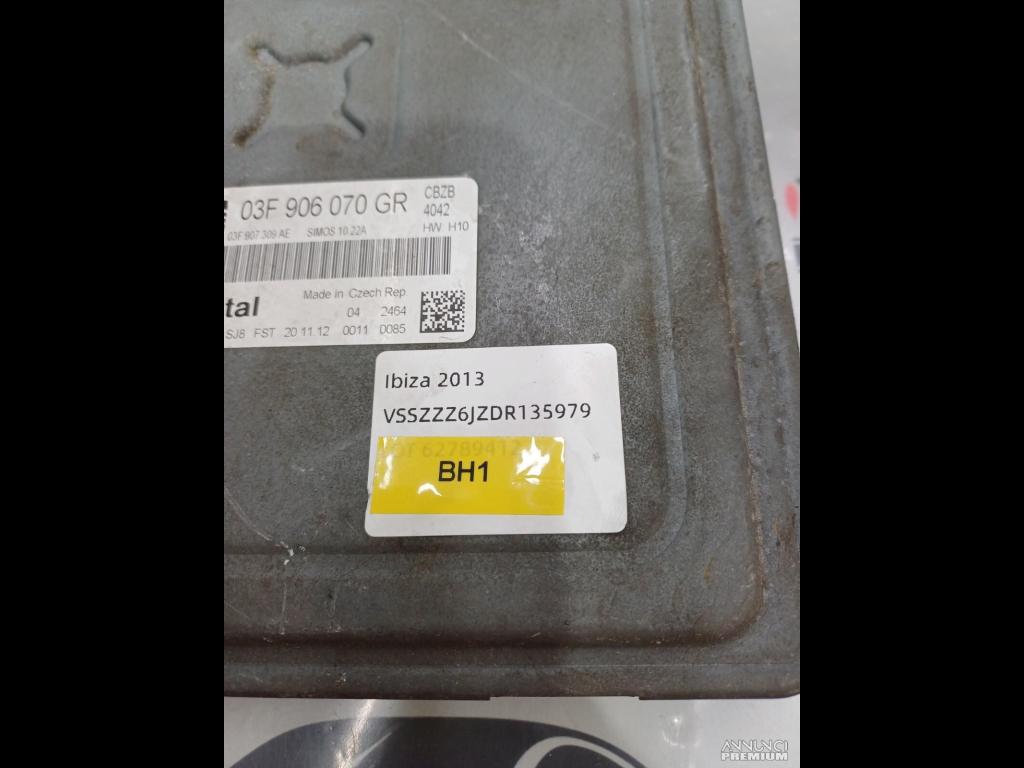 03F 906 070 GR
CBZB
4042
03F 907 309 AE SIMOS 10.22A
HW H10
tal
Made in Czech Rep
04 2464
SJ8 FST 20.11.12 0011 0085
Ibiza 2013
VSSZZZ6JZDR135979
62789412
BH1
ANNUNCI
PREMIUM